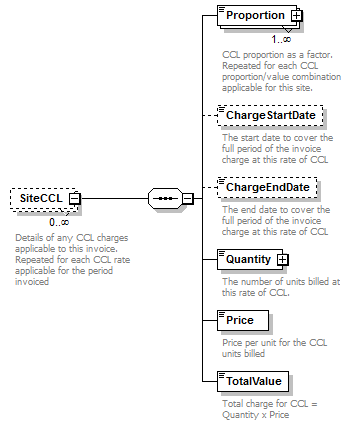 Proportion
1..∞
CCL proportion as a factor.
Repeated for each CCL
proportion/value combination
applicable for this site.
ChargeStartDate
The start date to cover the
full period of the invoice
charge at this rate of CCL
ChargeEndDate
The end date to cover the
full period of the invoice
charge at this rate of CCL
SiteCCL
0..∞
Details of any CCL charges
applicable to this invoice.
Repeated for each CCL rate
applicable for the period
invoiced
Quantity
The number of units billed at
this rate of CCL.
Price
Price per unit for the CCL
units billed
TotalValue
Total charge for CCL =
Quantity x Price